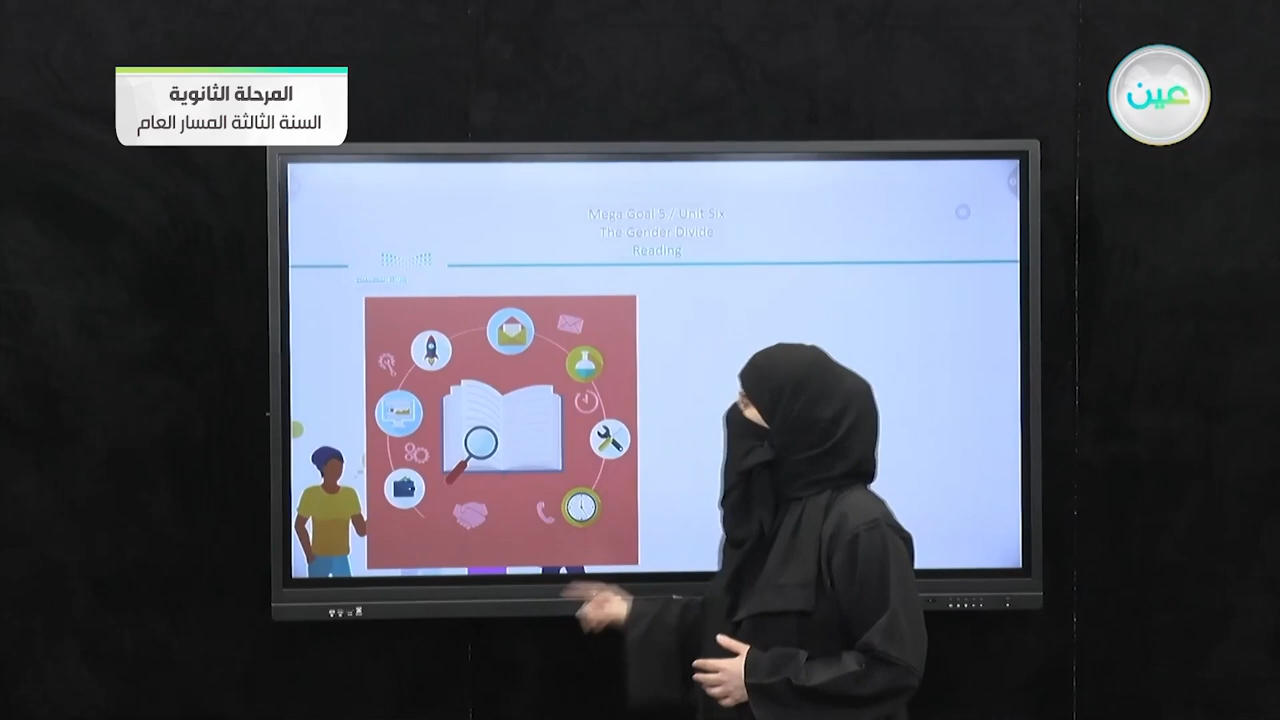 المرحلة الثانوية
السنة الثالثة المسار العام
عين
Mega Goal 5 / Unit Six
The Gender Divide
Reading